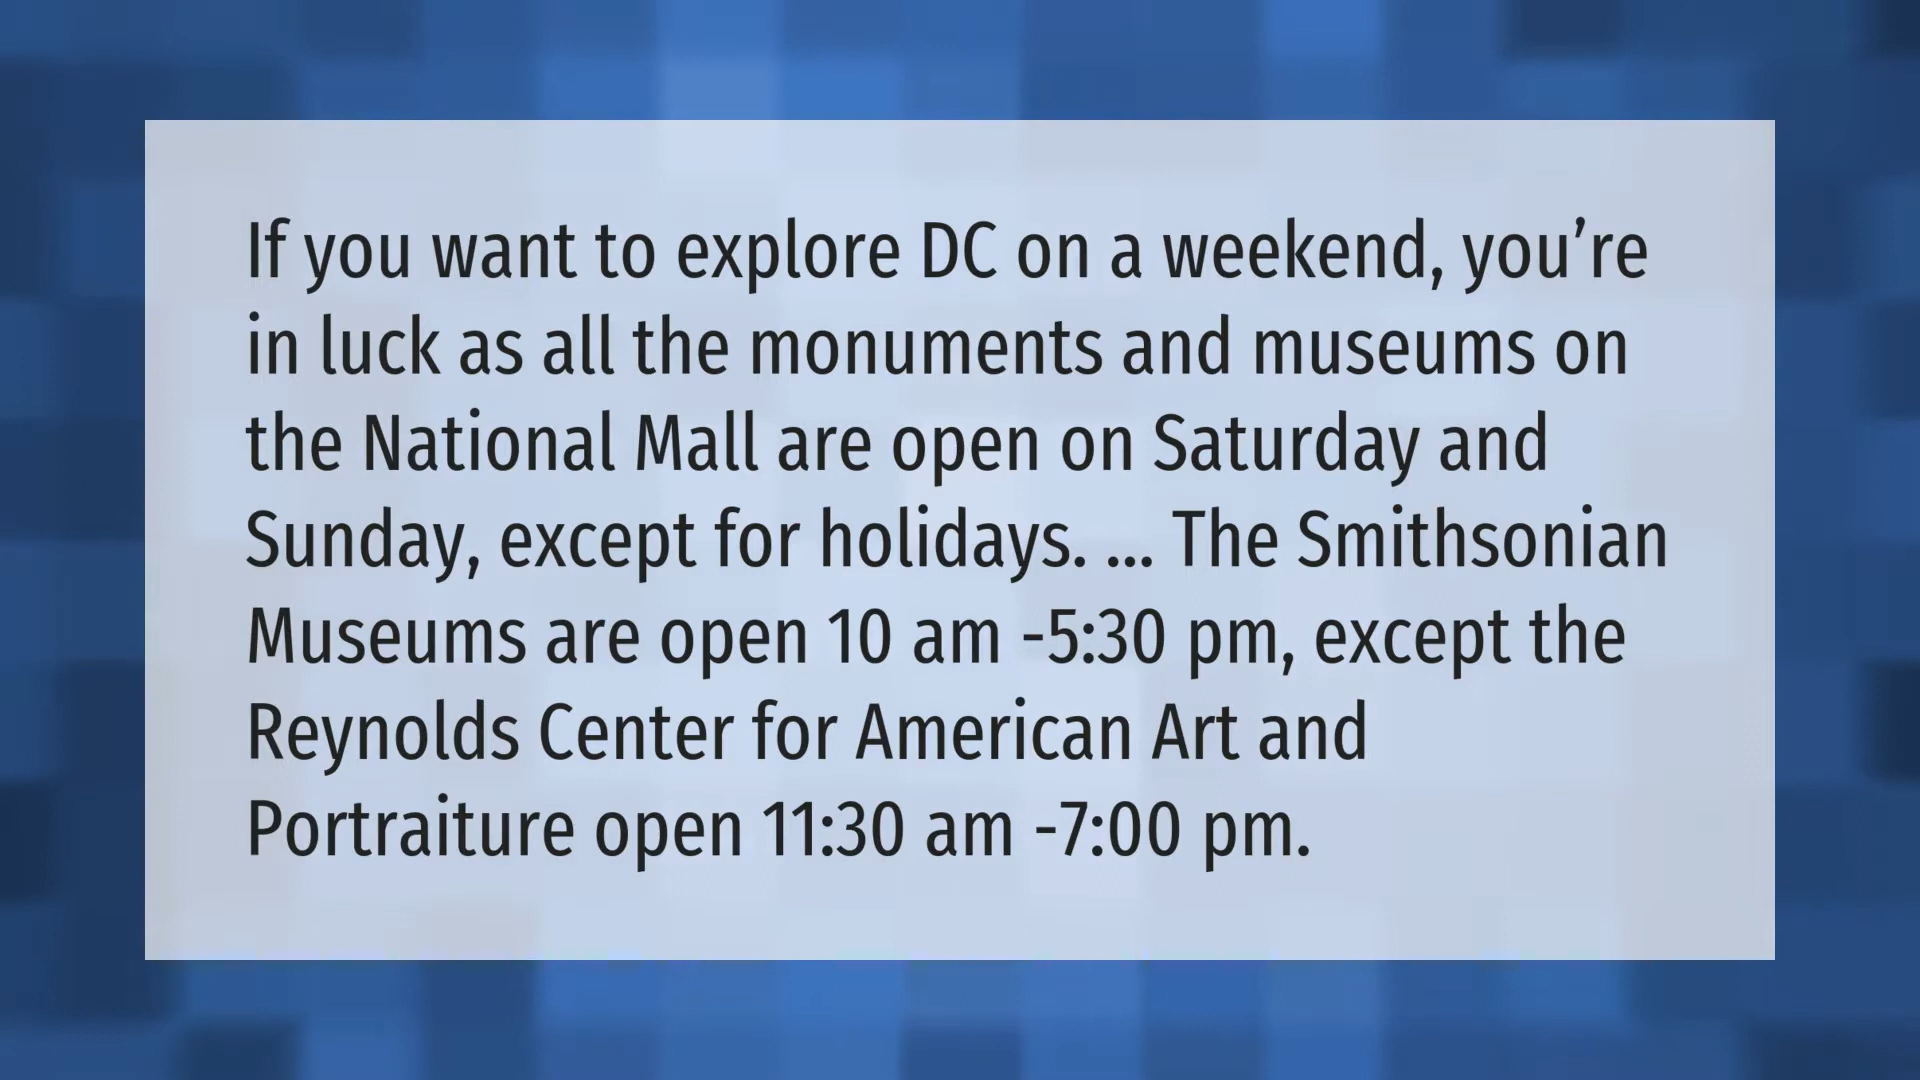 If you want to explore DC on a weekend, you’re
in luck as all the monuments and museums on
the National Mall are open on Saturday and
Sunday, except for holidays. ... The Smithsonian
Museums are open 10 am -5:30 pm, except the
Reynolds Center for American Art and
Portraiture open 11:30 am -7:00 pm.